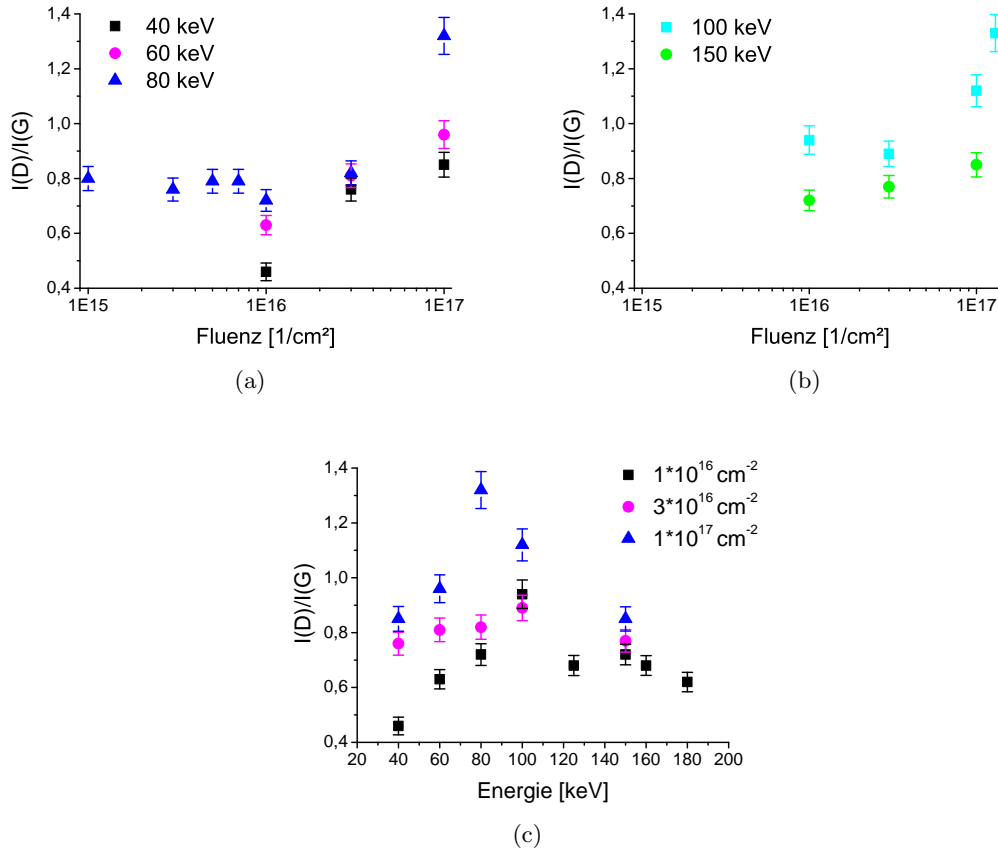 1,4
1,2
1,0
0,8
0,6
0,4
I(D)/I(G)
40 keV
60 keV
80 keV
1E15
1E16
1E17
Fluenz [1/cm²]
(a)
1,4
1,2
1,0
0,8
0,6
0,4
I(D)/I(G)
100 keV
150 keV
1E15
1E16
1E17
Fluenz [1/cm²]
(b)
1,4
1,2
1,0
0,8
0,6
0,4
I(D)/I(G)
1*10^16 cm^-2
3*10^16 cm^-2
1*10^17 cm^-2
20 40 60 80 100 120 140 160 180 200
Energie [keV]
(c)